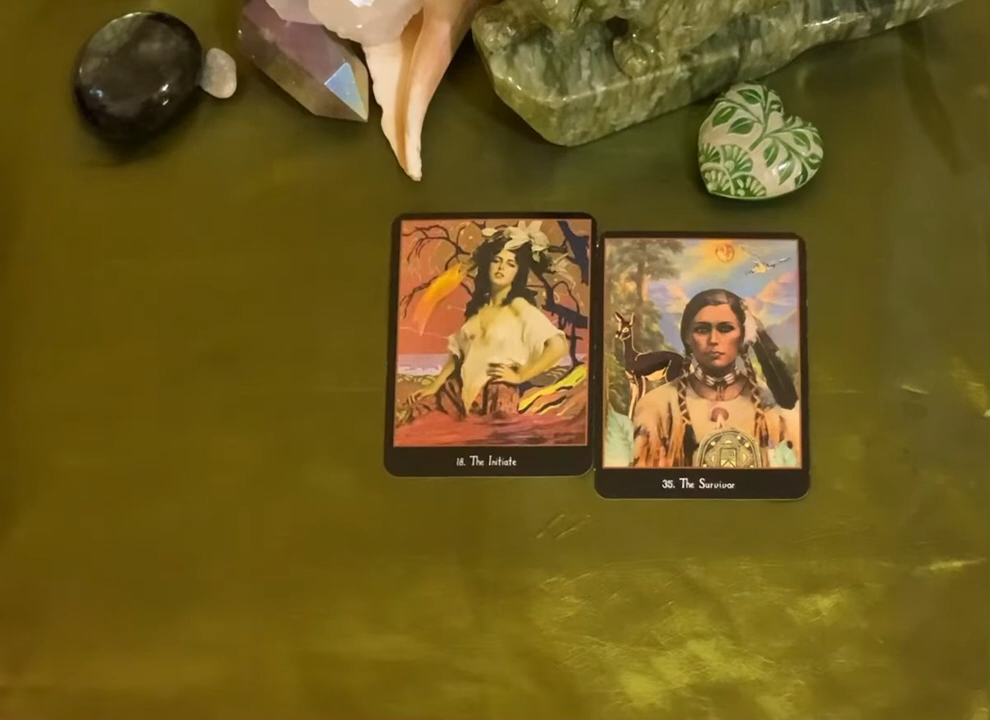 18. The Initiate
35. The Survivor